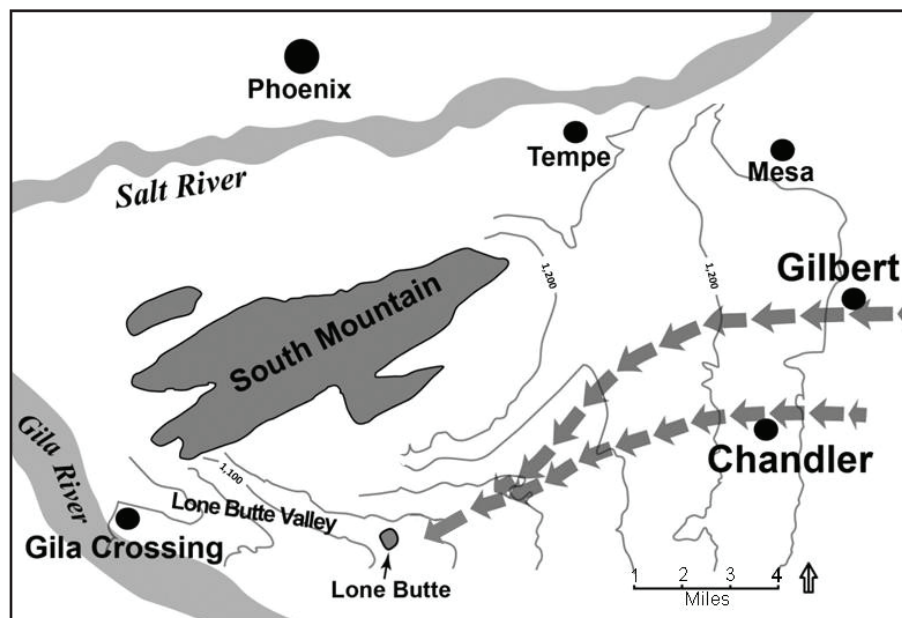 Phoenix
Tempe
Mesa
Salt River
1,200
1,200
Gilbert
South Mountain
Gila River
Chandler
1,100
Lone Butte Valley
Gila Crossing
Lone Butte
1 2 3 4
Miles